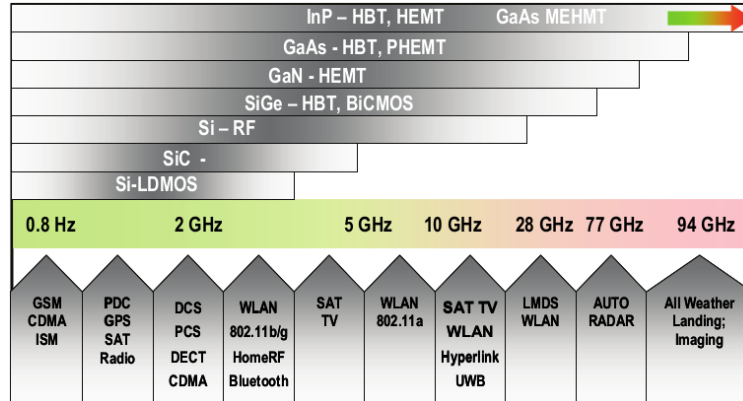 InP – HBT, HEMT GaAs MEHMT
GaAs - HBT, PHEMT
GaN - HEMT
SiGe – HBT, BiCMOS
Si – RF
SiC -
Si-LDMOS
0.8 Hz 2 GHz 5 GHz 10 GHz 28 GHz 77 GHz 94 GHz
GSM
CDMA
ISM
PDC
GPS
SAT
Radio
DCS
PCS
DECT
CDMA
WLAN
802.11b/g
HomeRF
Bluetooth
SAT
TV
WLAN
802.11a
SAT TV
WLAN
Hyperlink
UWB
LMDS
WLAN
AUTO
RADAR
All Weather
Landing;
Imaging